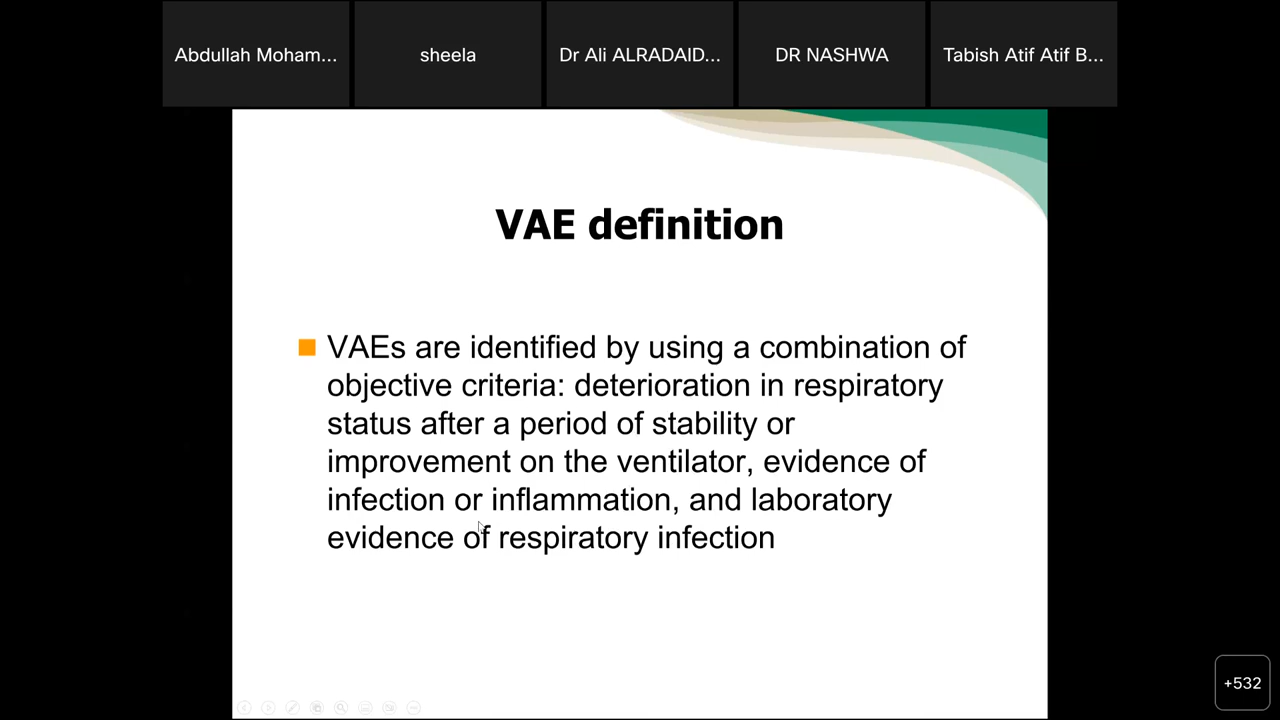 Abdullah Moham...
sheela
Dr Ali ALRADAID...
DR NASHWA
Tabish Atif Atif B...
VAE definition
VAEs are identified by using a combination of
objective criteria: deterioration in respiratory
status after a period of stability or
improvement on the ventilator, evidence of
infection or inflammation, and laboratory
evidence of respiratory infection
+532